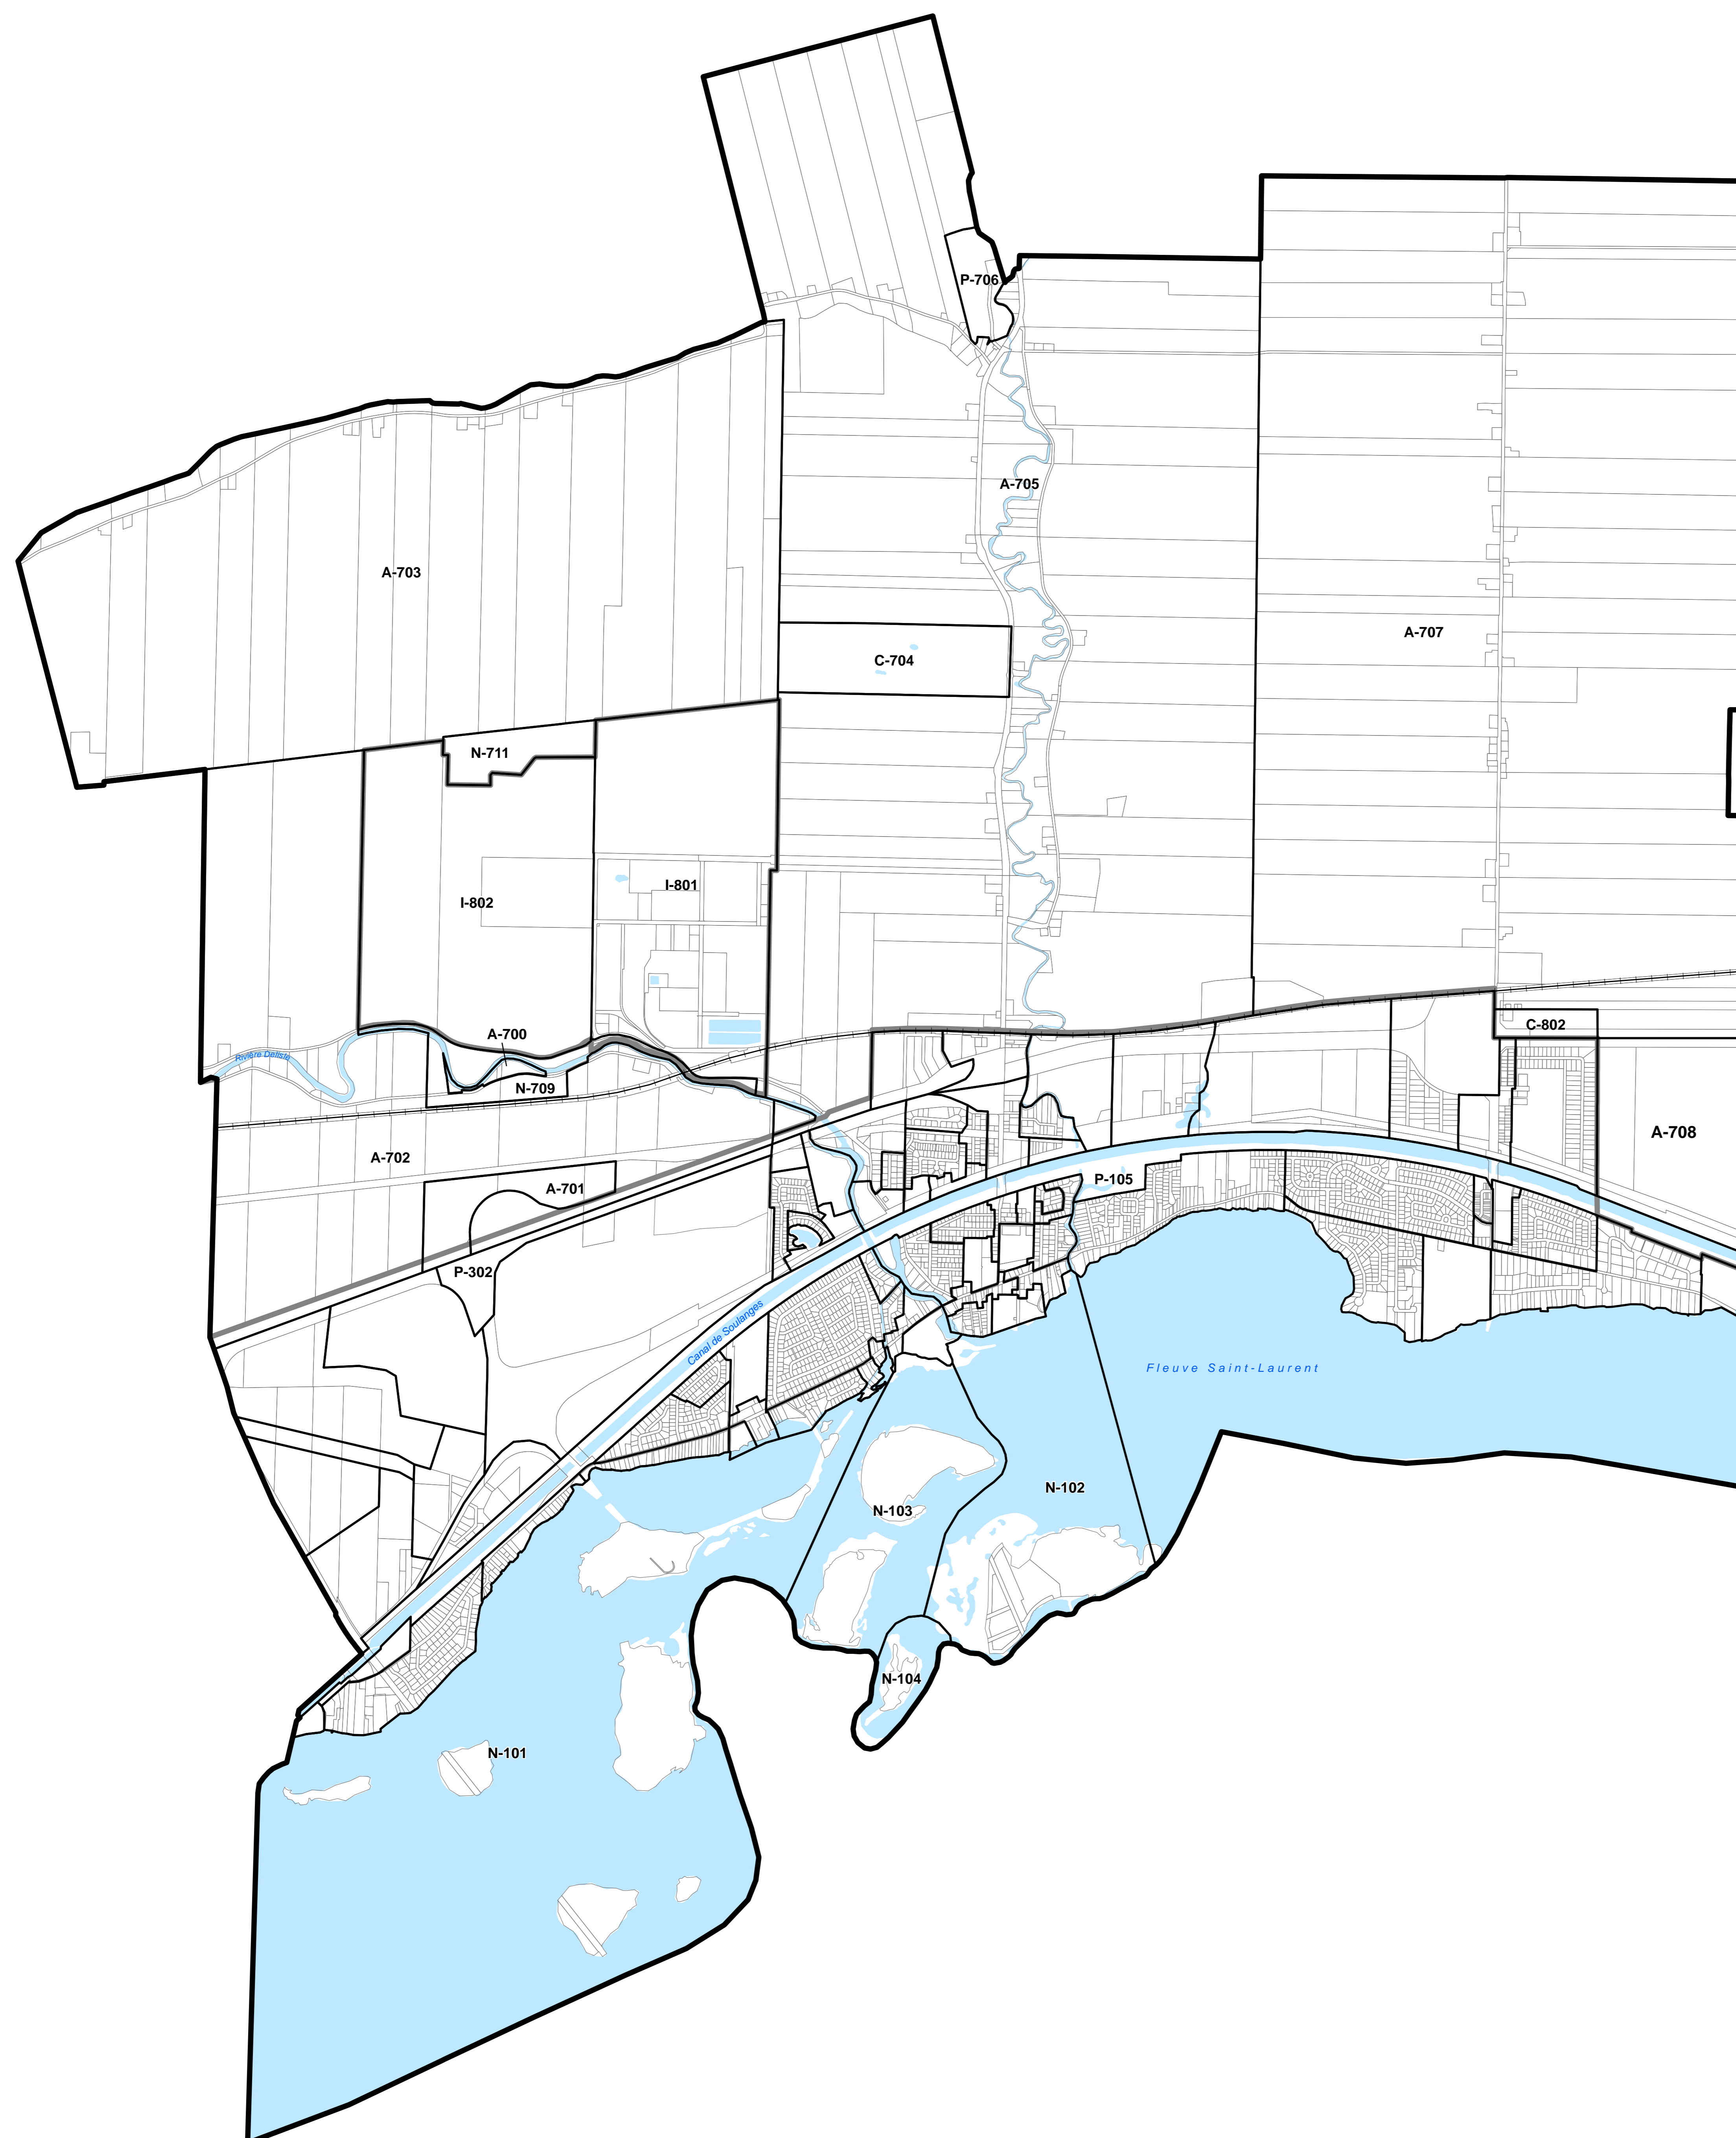 P-706
A-705
A-703
A-707
C-704
N-711
I-801
I-802
C-802
A-700
Rivière Delisle
N-709
A-708
A-702
P-105
A-701
P-302
Canal de Soulanges
Fleuve Saint-Laurent
N-102
N-103
N-104
N-101